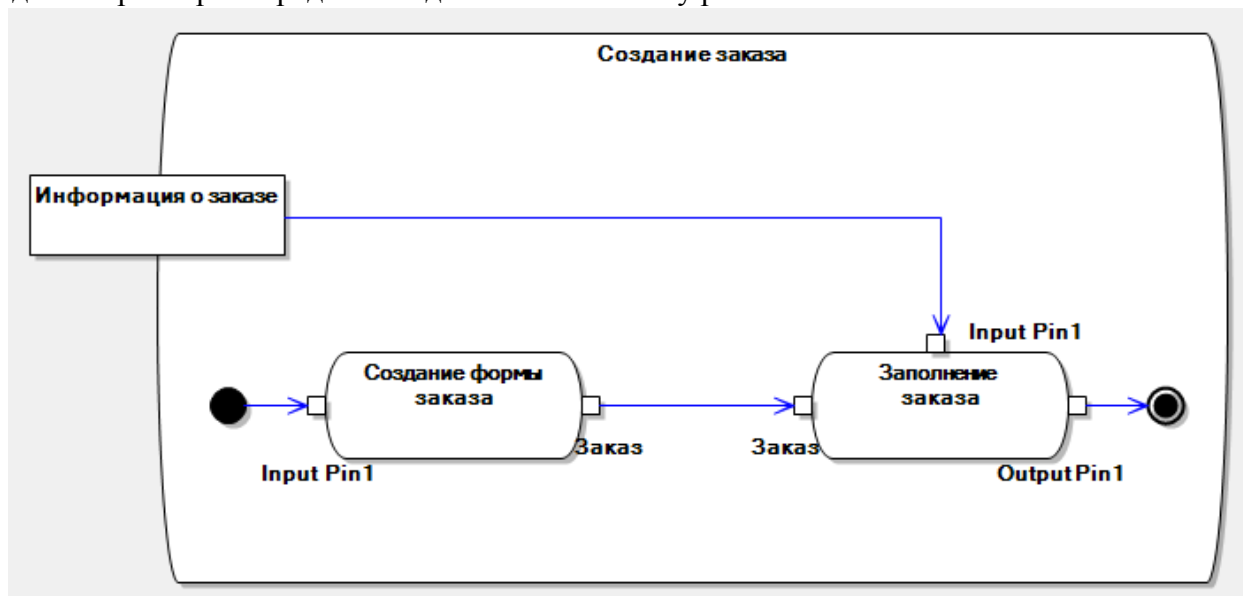 Создание заказа
Информация о заказе
Input Pin1
Создание формы
заказа
Заполнение
заказа
Заказ
Заказ
Input Pin1
Output Pin1